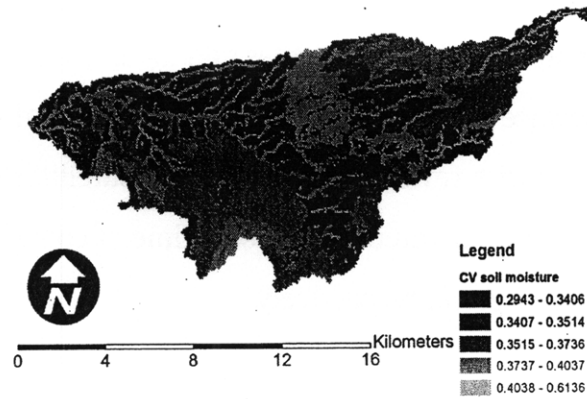 N
Kilometers
0 4 8 12 16
Legend
CV soil moisture
0.2943 - 0.3406
0.3407 - 0.3514
0.3515 - 0.3736
0.3737 - 0.4037
0.4038 - 0.6136